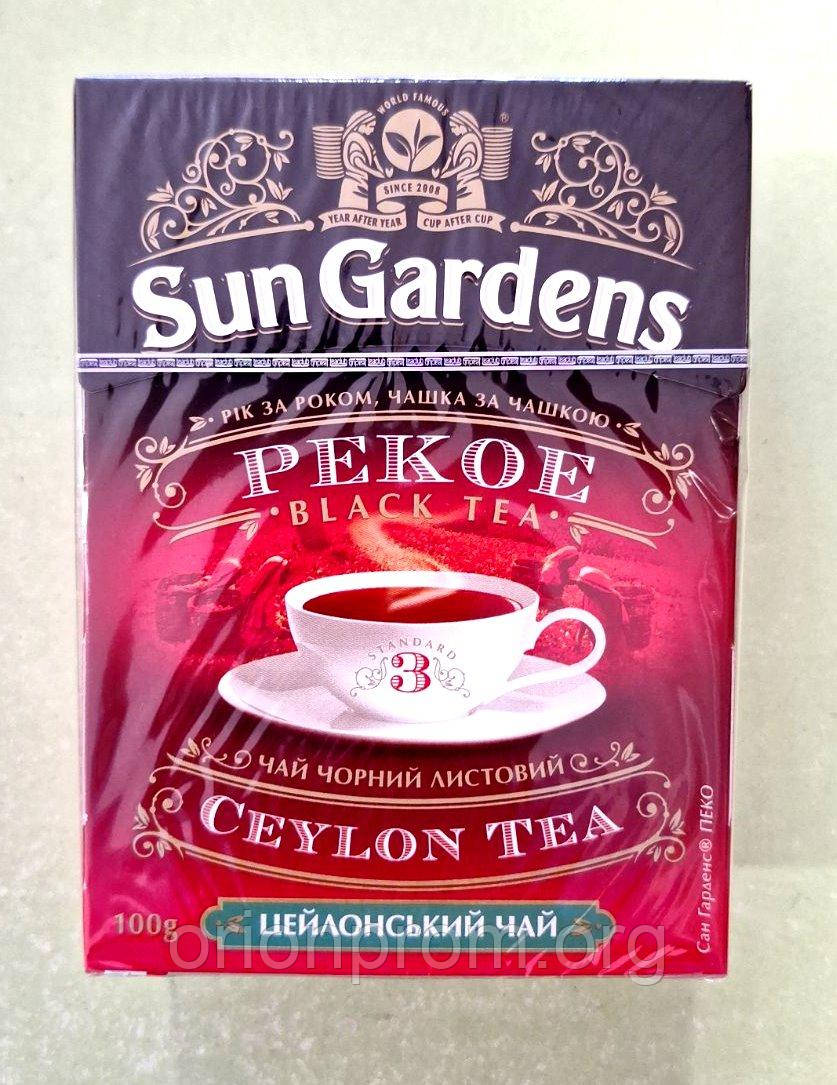 WORLD FAMOUS
®
SINCE 2008
YEAR AFTER YEAR CUP AFTER CUP
Sun Gardens
РІК ЗА РОКОМ, ЧАШКА ЗА ЧАШКОЮ
PEKOE
BLACK TEA
STANDARD
3
ЧАЙ ЧОРНИЙ ЛИСТОВИЙ
CEYLON TEA
100g
ЦЕЙЛОНСЬКИЙ ЧАЙ
Сан Гарденс® ПЕКО
orionprom.org